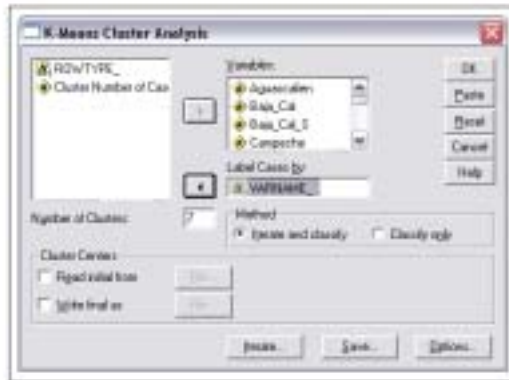 K-Means Cluster Analysis
ROWTYPE_
Cluster Number of Cas
Variables:
Aguascalien
Baja_Cal
Baja_Cal_S
Campeche
OK
Paste
Reset
Cancel
Help
Label Cases by:
VARNAME_
Number of Clusters:
7
Method
Iterate and classify
Classify only
Cluster Centers
Read initial from
File...
Write final as
File...
Iterate...
Save...
Options...